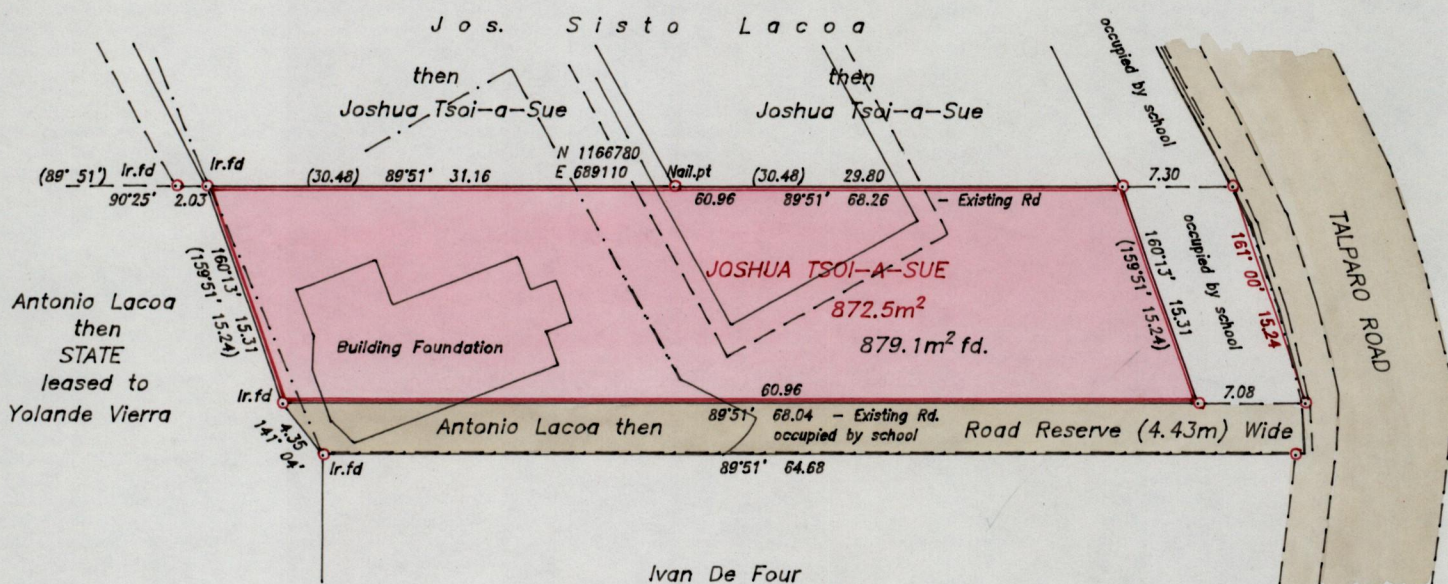 Jos. Sisto Lacoa
then
Joshua Tsoi-a-Sue
then
Joshua Tsoi-a-Sue
occupied by school
N 1166780
E 689110
(89° 51') Ir.fd
Ir.fd
90°25' 2.03
(30.48) 89°51' 31.16
Nail.pt
(30.48) 29.80
60.96 89°51' 68.26 - Existing Rd
7.30
160°13' 15.31
(159°51' 15.24)
JOSHUA TSOI-A-SUE
872.5m²
879.1m² fd.
160°13' 15.31
(159°51' 15.24)
occupied by school
161° 00' 15.24
TALPARO ROAD
Antonio Lacoa
then
STATE
leased to
Yolande Vierra
Building Foundation
Ir.fd
60.96
7.08
4.35
141° 04'
Antonio Lacoa then
89°51' 68.04 - Existing Rd.
occupied by school
Road Reserve (4.43m) Wide
Ir.fd
89°51' 64.68
Ivan De Four